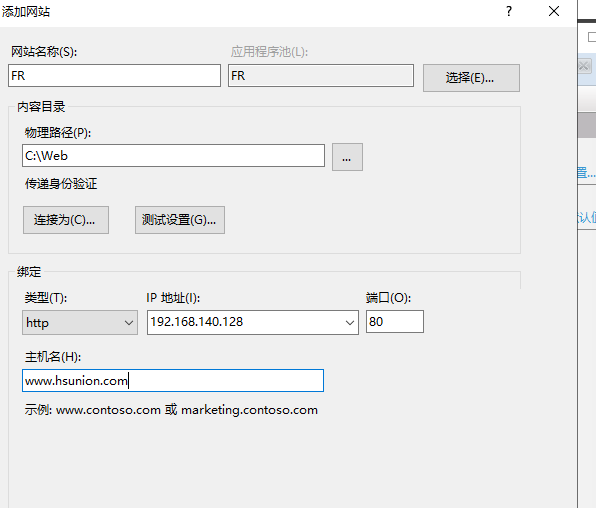 添加网站
?
网站名称(S):
应用程序池(L):
FR
FR
选择(E)...
内容目录
物理路径(P):
C:\Web
...
传递身份验证
连接为(C)...
测试设置(G)...
置...
认值
绑定
类型(T):
IP 地址(I):
端口(O):
http
192.168.140.128
80
主机名(H):
www.hsunion.com
示例: www.contoso.com 或 marketing.contoso.com